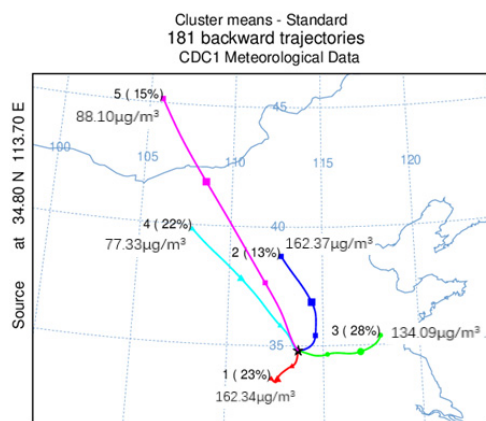 Cluster means - Standard
181 backward trajectories
CDC1 Meteorological Data
Source at 34.80 N 113.70 E
5 ( 15%)
88.10μg/m³
45
100
105
110
115
120
4 ( 22%)
77.33μg/m³
40
2 ( 13%)
162.37μg/m³
3 ( 28%)
134.09μg/m³
35
1 ( 23%)
162.34μg/m³